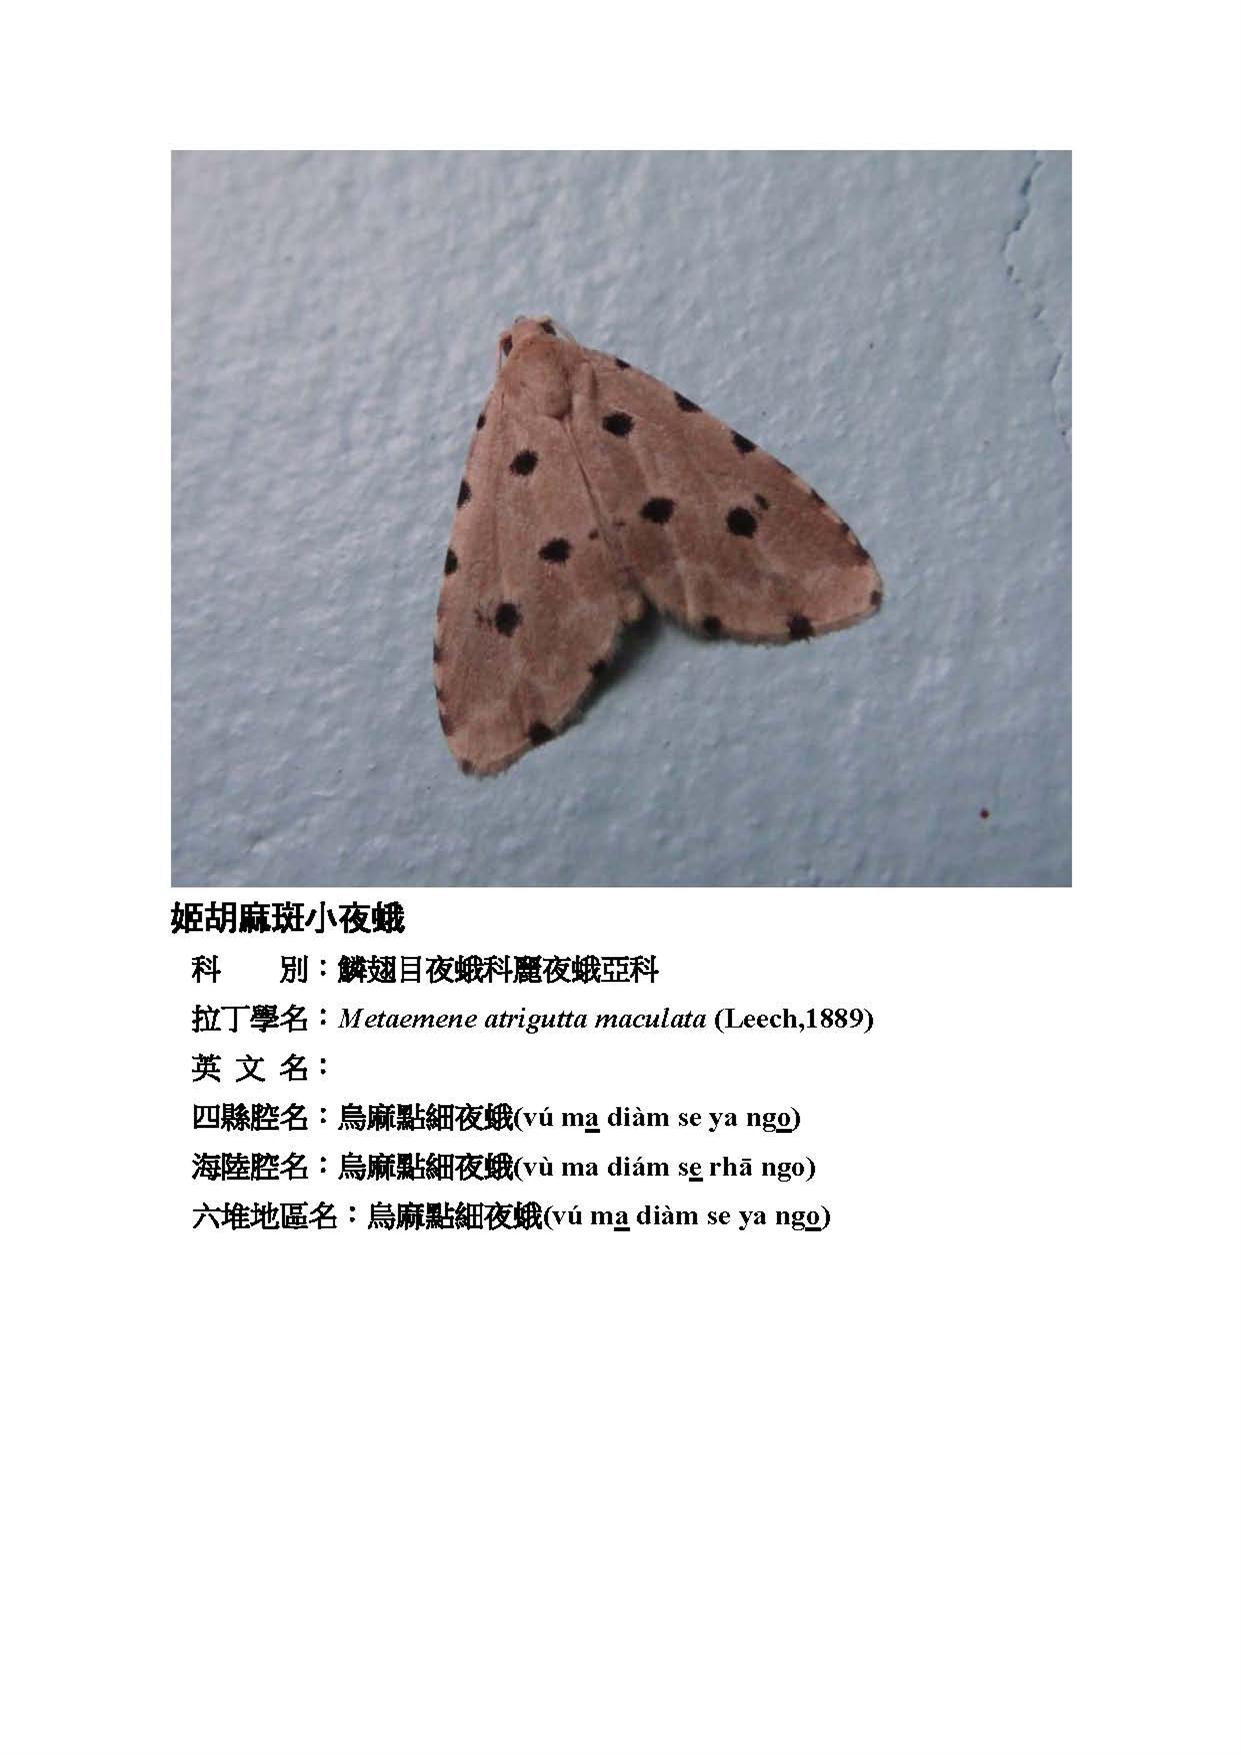 姬胡麻斑小夜蛾
科　　別：鱗翅目夜蛾科麗夜蛾亞科
拉丁學名：Metaemene atrigutta maculata (Leech,1889)
英 文 名：
四縣腔名：烏麻點細夜蛾(vú ma̲ diàm se ya ngo̲)
海陸腔名：烏麻點細夜蛾(vù ma diám se̲ rhā ngo)
六堆地區名：烏麻點細夜蛾(vú ma̲ diàm se ya ngo̲)